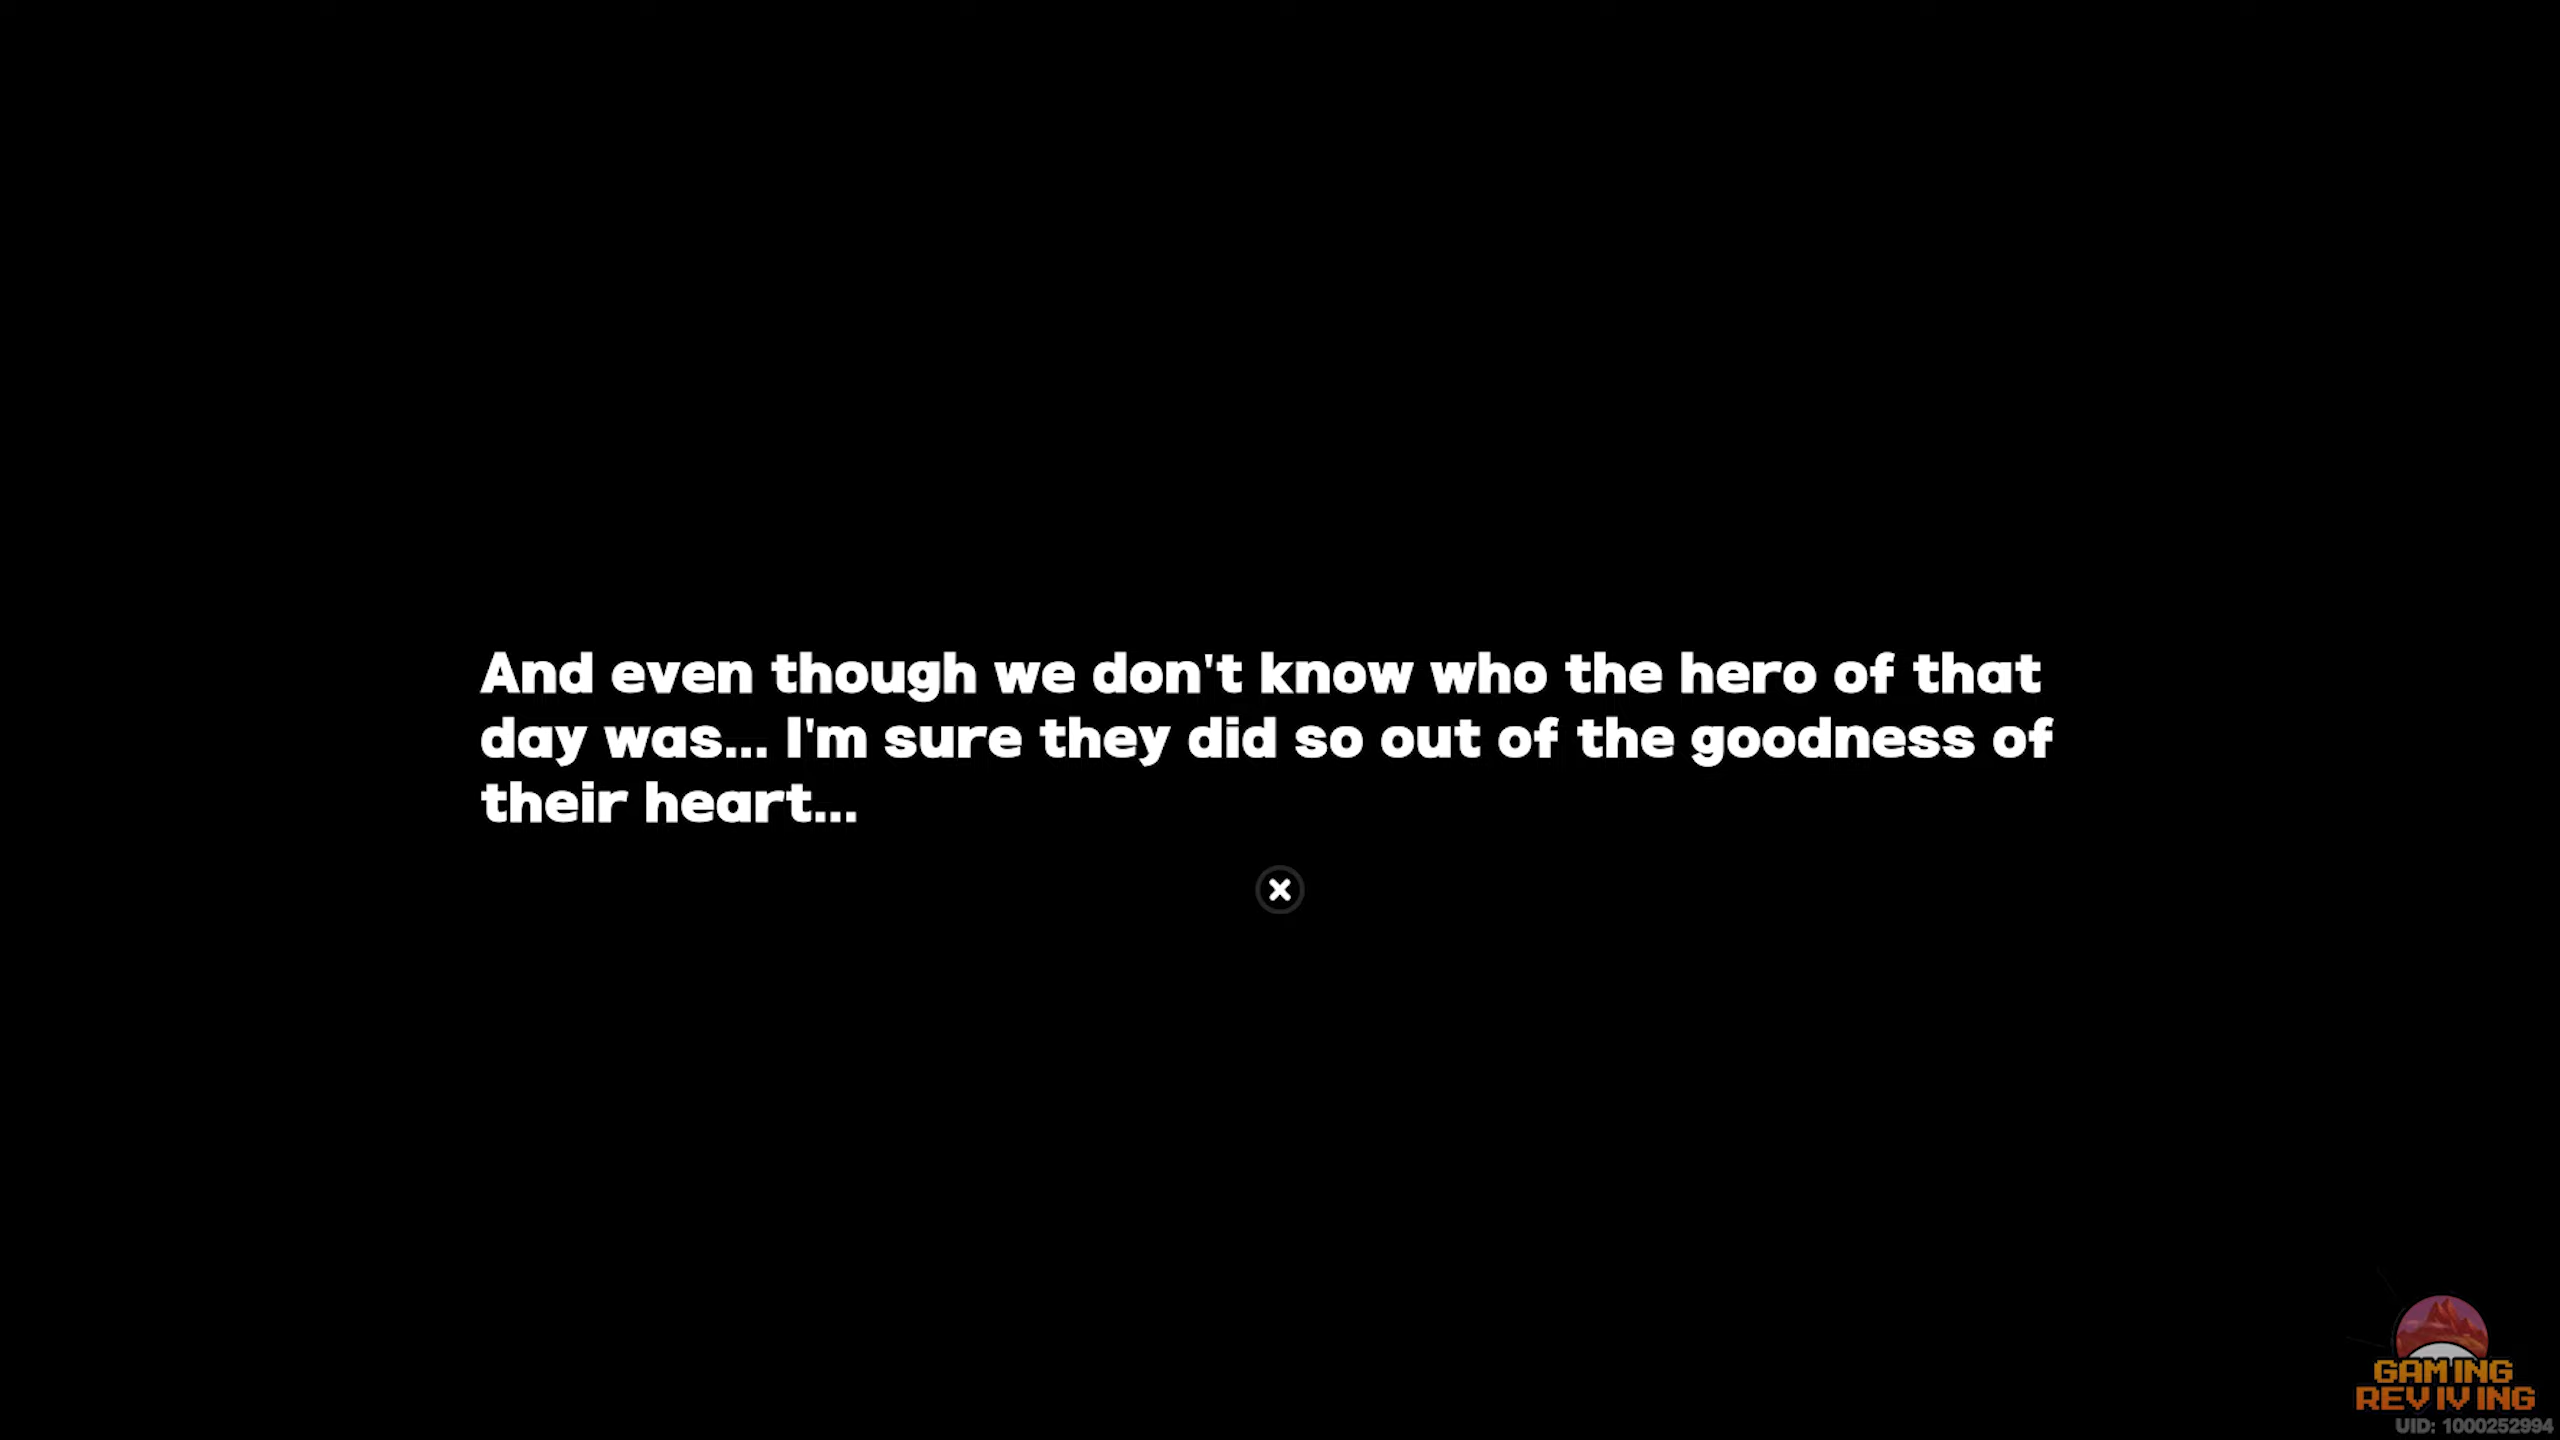 And even though we don't know who the hero of that
day was... I'm sure they did so out of the goodness of
their heart...
GAMING
REVIVING
UID: 1000252994